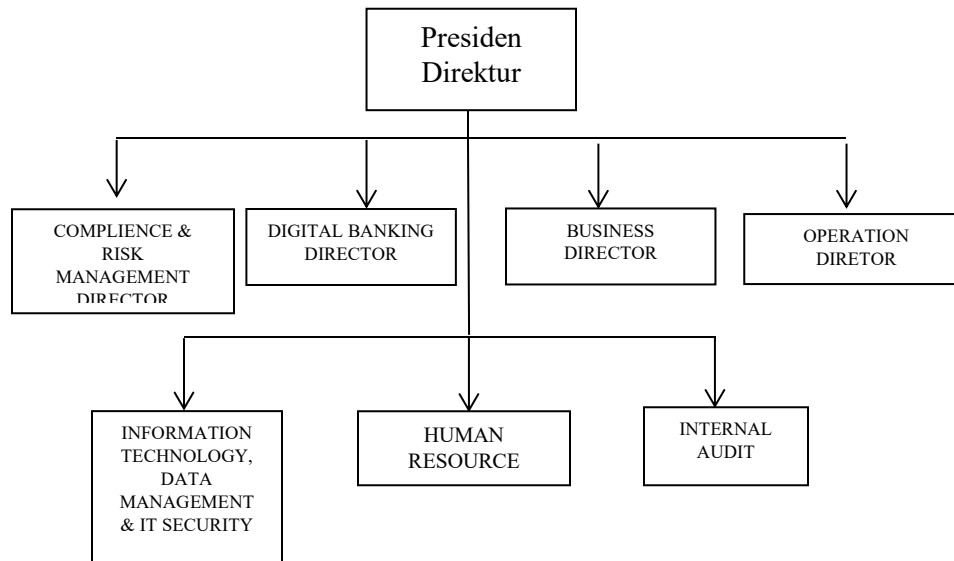 Presiden
Direktur
COMPLIENCE &
RISK
MANAGEMENT
DIRECTOR
DIGITAL BANKING
DIRECTOR
BUSINESS
DIRECTOR
OPERATION
DIRETOR
INFORMATION
TECHNOLOGY,
DATA
MANAGEMENT
& IT SECURITY
HUMAN
RESOURCE
INTERNAL
AUDIT